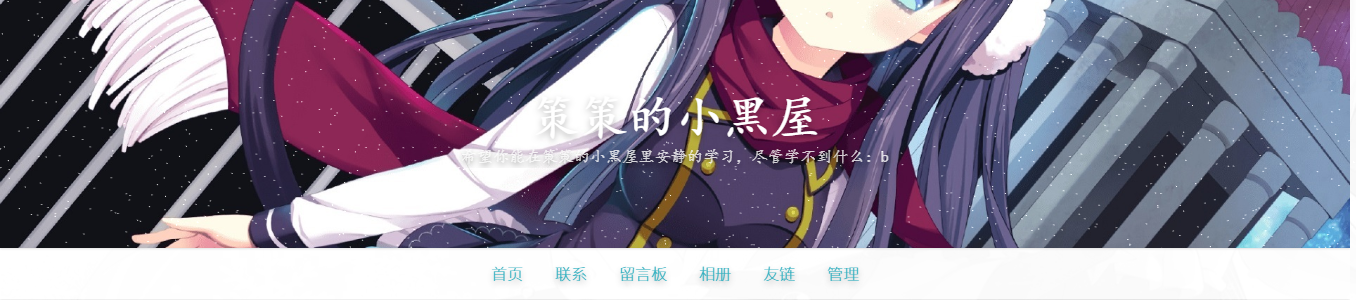 策策的小黑屋
希望你能在策策的小黑屋里安静的学习，尽管学不到什么：b
首页 联系 留言板 相册 友链 管理